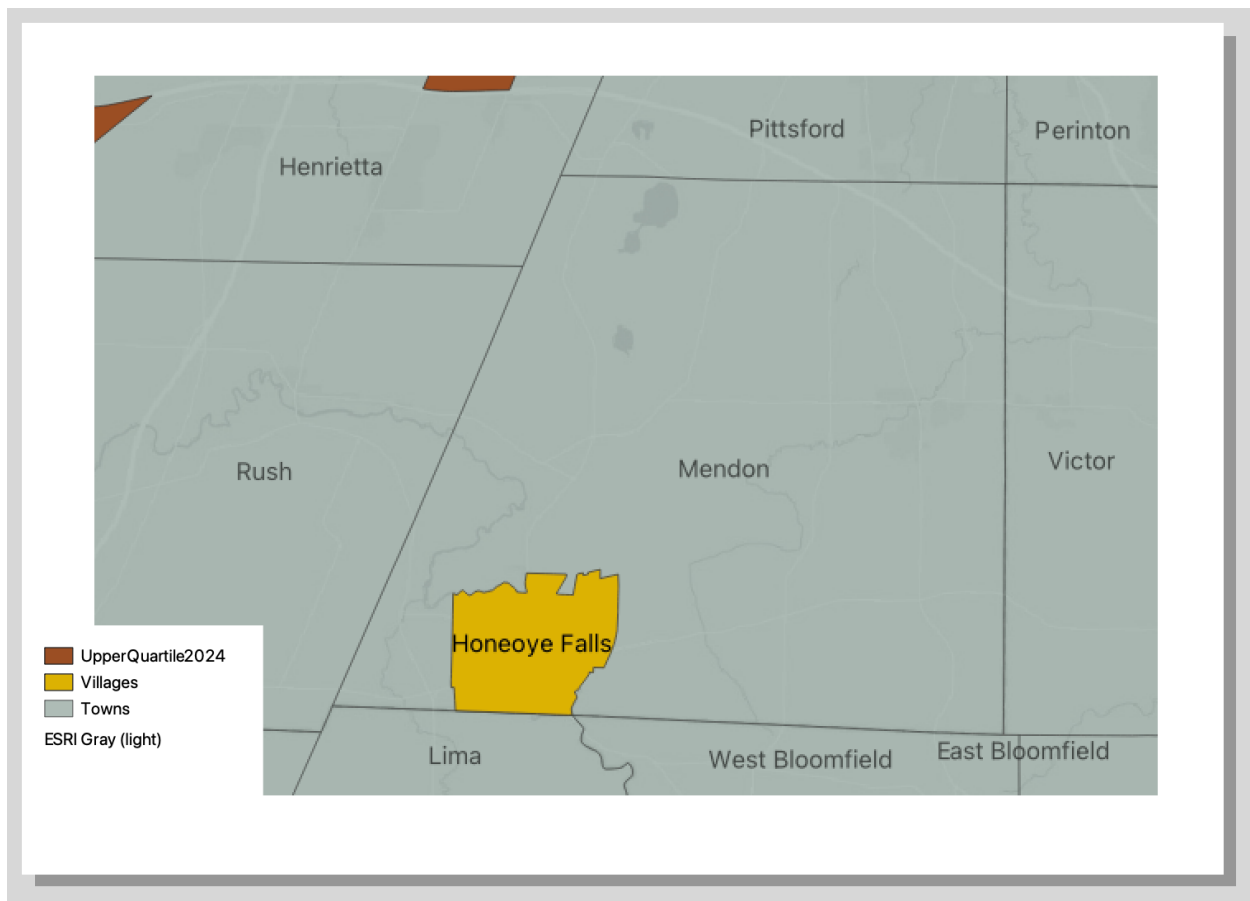 Pittsford
Perinton
Henrietta
Rush
Mendon
Victor
Honeoye Falls
Lima
West Bloomfield
East Bloomfield
UpperQuartile2024
Villages
Towns
ESRI Gray (light)